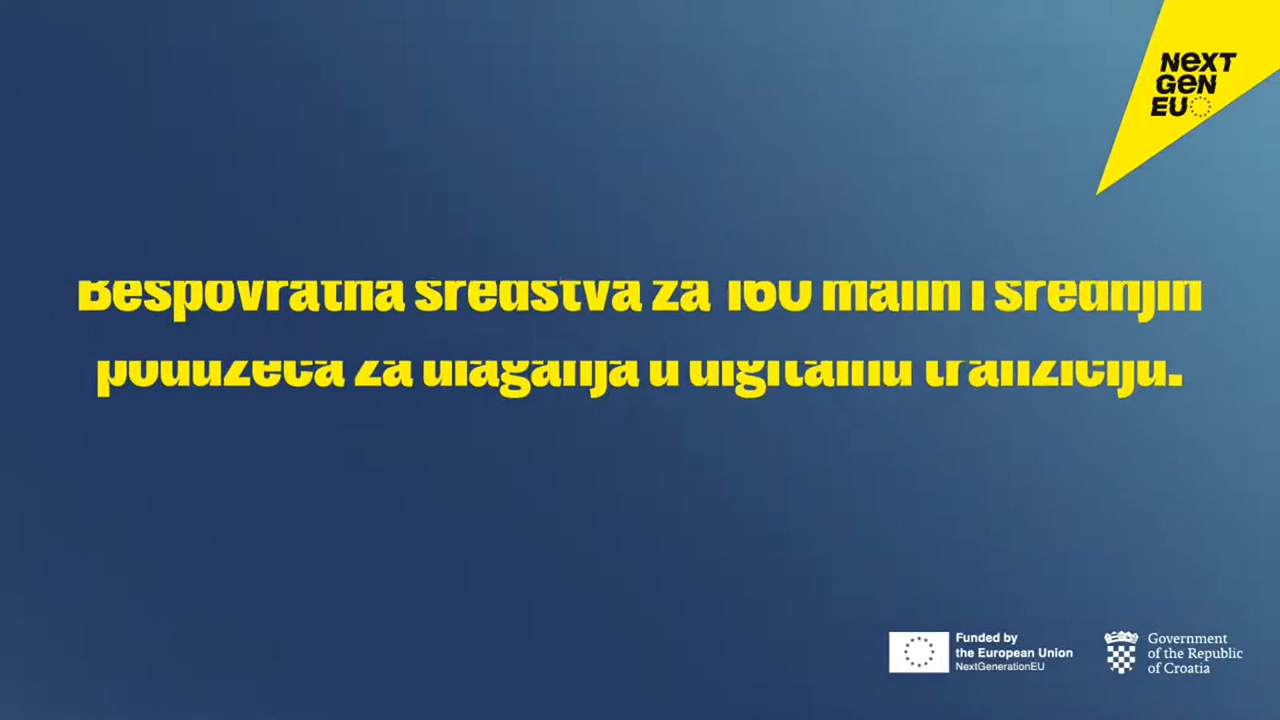 NEXT
GEN
EU
Bespovratna sredstva za 160 malih i srednjih
poduzeća za ulaganja u digitalnu tranziciju.
Funded by
the European Union
NextGenerationEU
Government
of the Republic
of Croatia